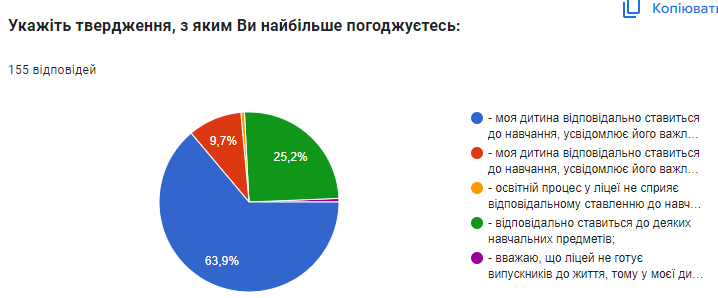 Копіюват
Укажіть твердження, з яким Ви найбільше погоджуєтесь:
155 відповідей
9,7%
25,2%
63,9%
- моя дитина відповідально ставиться
до навчання, усвідомлює його важл...
- моя дитина відповідально ставиться
до навчання, усвідомлює його важл...
- освітній процес у ліцеї не сприяє
відповідальному ставленню до навч...
- відповідально ставиться до деяких
навчальних предметів;
- вважаю, що ліцей не готує
випускників до життя, тому у моєї ди...